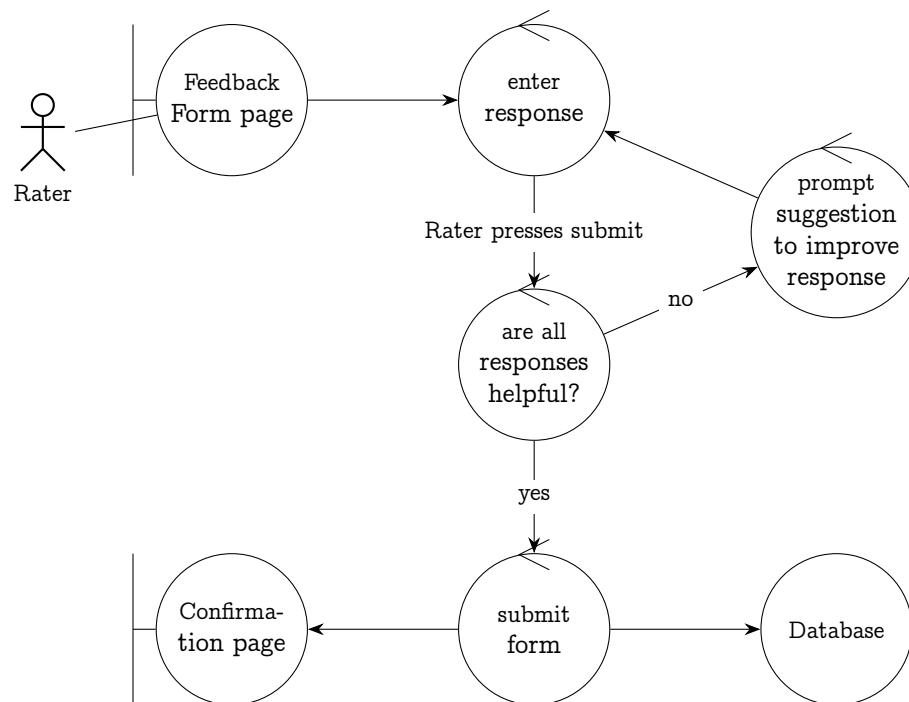 Feedback
Form page
enter
response
Rater
prompt
suggestion
to improve
response
Rater presses submit
no
are all
responses
helpful?
yes
Confirma-
tion page
submit
form
Database